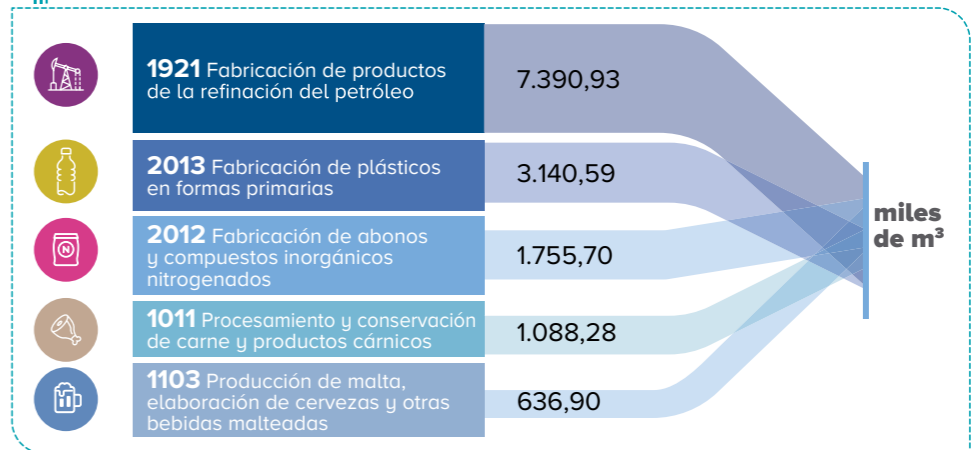 1921 Fabricación de productos
de la refinación del petróleo
7.390,93
2013 Fabricación de plásticos
en formas primarias
3.140,59
2012 Fabricación de abonos
y compuestos inorgánicos
nitrogenados
N
1.755,70
1011 Procesamiento y conservación
de carne y productos cárnicos
1.088,28
1103 Producción de malta,
elaboración de cervezas y otras
bebidas malteadas
636,90
miles
de m³